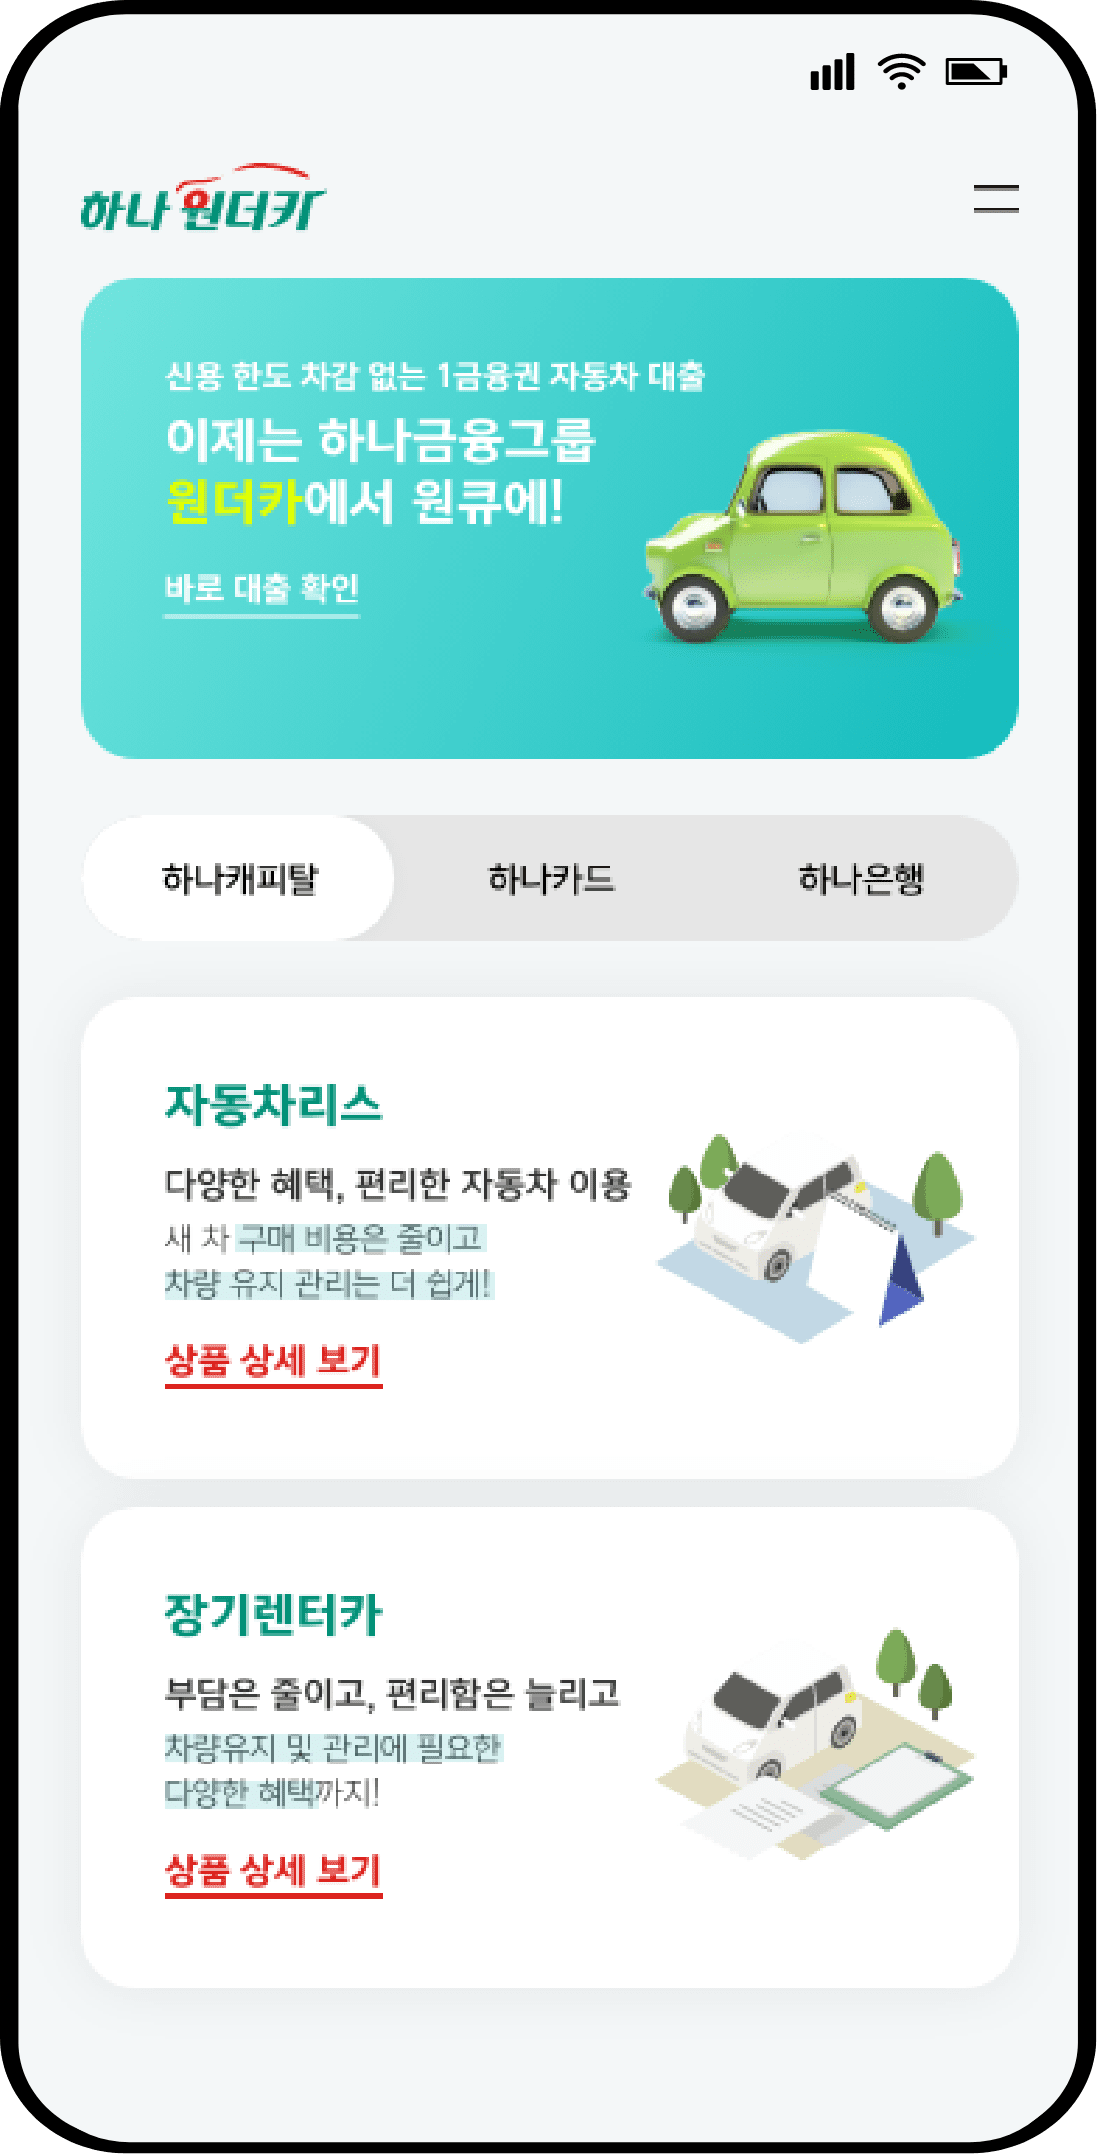 하나 원더카
신용 한도 차감 없는 1금융권 자동차 대출
이제는 하나금융그룹
원더카에서 원큐에!
바로 대출 확인
하나캐피탈 하나카드 하나은행
자동차리스
다양한 혜택, 편리한 자동차 이용
새 차 구매 비용은 줄이고
차량 유지 관리는 더 쉽게!
상품 상세 보기
장기렌터카
부담은 줄이고, 편리함은 늘리고
차량유지 및 관리에 필요한
다양한 혜택까지!
상품 상세 보기